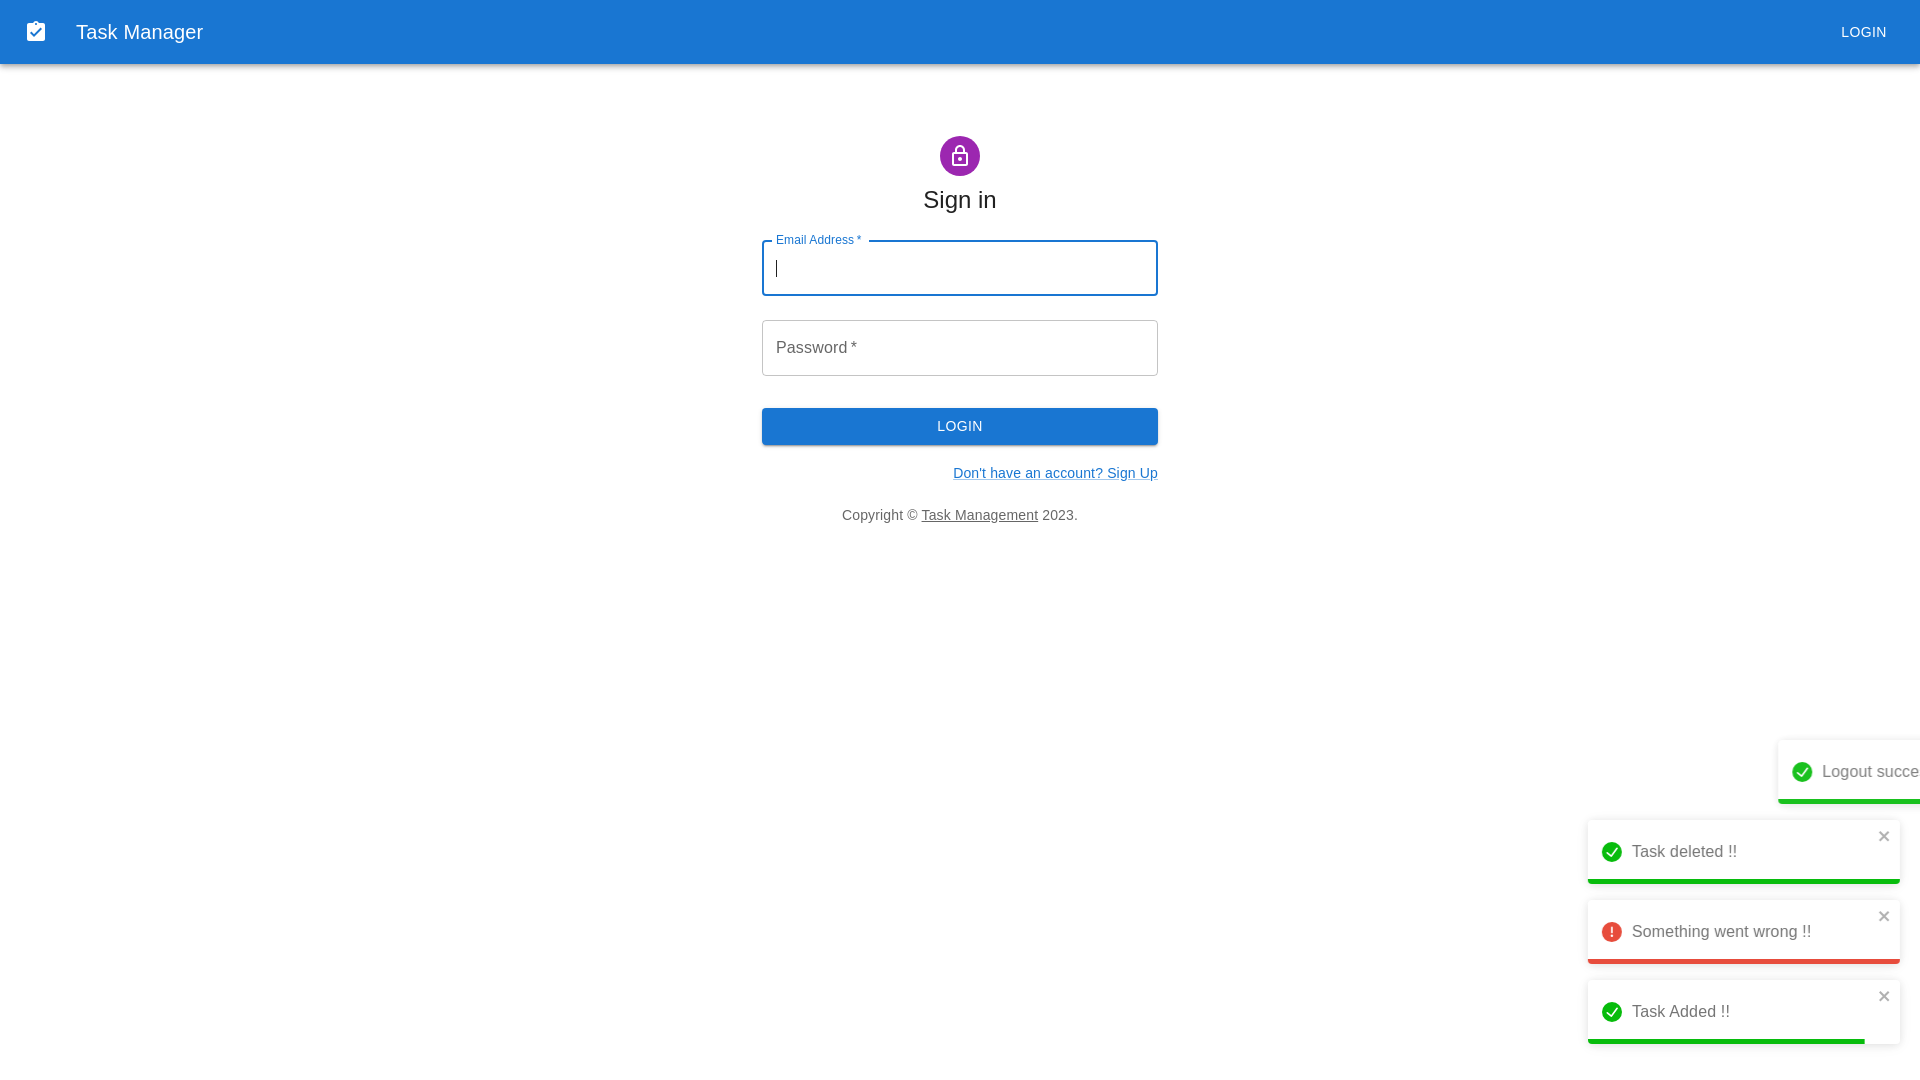 Task Manager
LOGIN
Sign in
Email Address *
Password *
LOGIN
Don't have an account? Sign Up
Copyright © Task Management 2023.
Logout succe
Task deleted !!
Something went wrong !!
Task Added !!